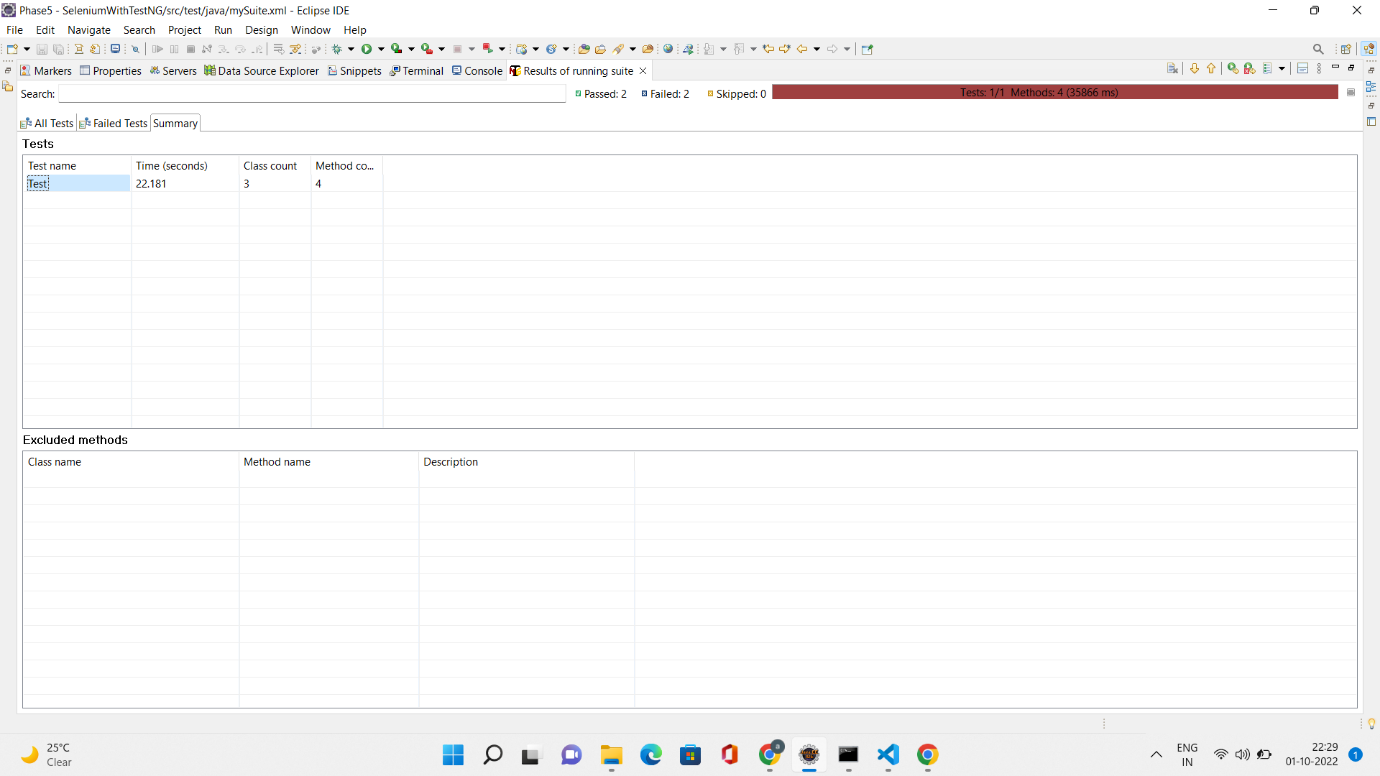 Phase5 - SeleniumWithTestNG/src/test/java/mySuite.xml - Eclipse IDE
File Edit Navigate Search Project Run Design Window Help
Markers Properties Servers Data Source Explorer Snippets Terminal Console Results of running suite
Search: Passed: 2 Failed: 2 Skipped: 0 Tests: 1/1 Methods: 4 (35866 ms)
All Tests Failed Tests Summary
Tests
Test name Time (seconds) Class count Method co...
Test 22.181 3 4
Excluded methods
Class name Method name Description
25°C
Clear
a
ENG
IN
22:29
01-10-2022
1